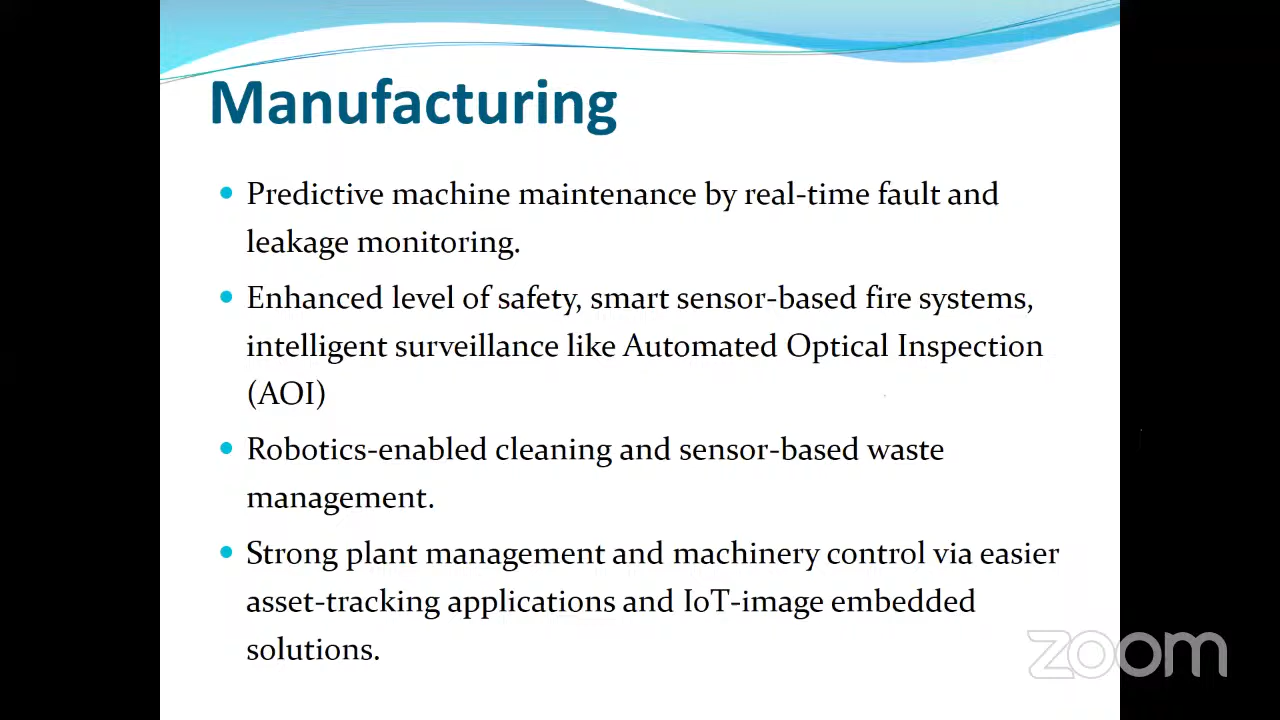 Manufacturing
Predictive machine maintenance by real-time fault and
leakage monitoring.
Enhanced level of safety, smart sensor-based fire systems,
intelligent surveillance like Automated Optical Inspection
(AOI)
Robotics-enabled cleaning and sensor-based waste
management.
Strong plant management and machinery control via easier
asset-tracking applications and IoT-image embedded
solutions.
zoom